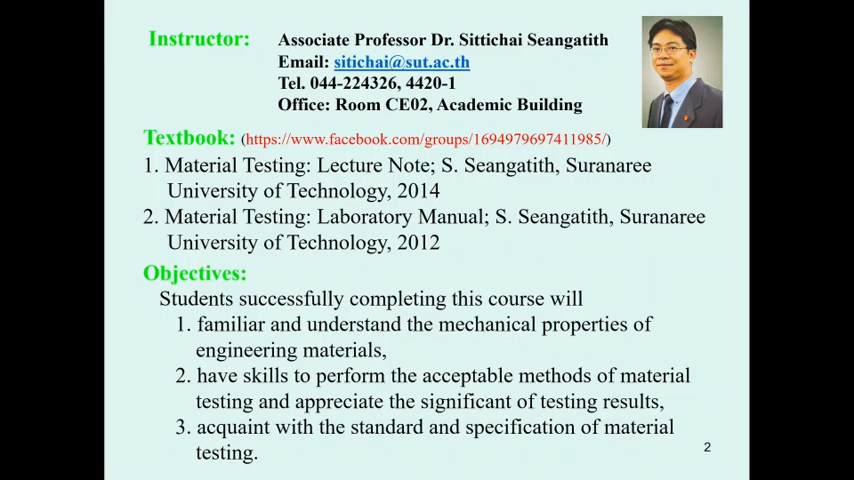 Instructor: Associate Professor Dr. Sittichai Seangatith
Email: sitichai@sut.ac.th
Tel. 044-224326, 4420-1
Office: Room CE02, Academic Building
Textbook: (https://www.facebook.com/groups/1694979697411985/)
1. Material Testing: Lecture Note; S. Seangatith, Suranaree
University of Technology, 2014
2. Material Testing: Laboratory Manual; S. Seangatith, Suranaree
University of Technology, 2012
Objectives:
Students successfully completing this course will
1. familiar and understand the mechanical properties of
engineering materials,
2. have skills to perform the acceptable methods of material
testing and appreciate the significant of testing results,
3. acquaint with the standard and specification of material
testing.
2